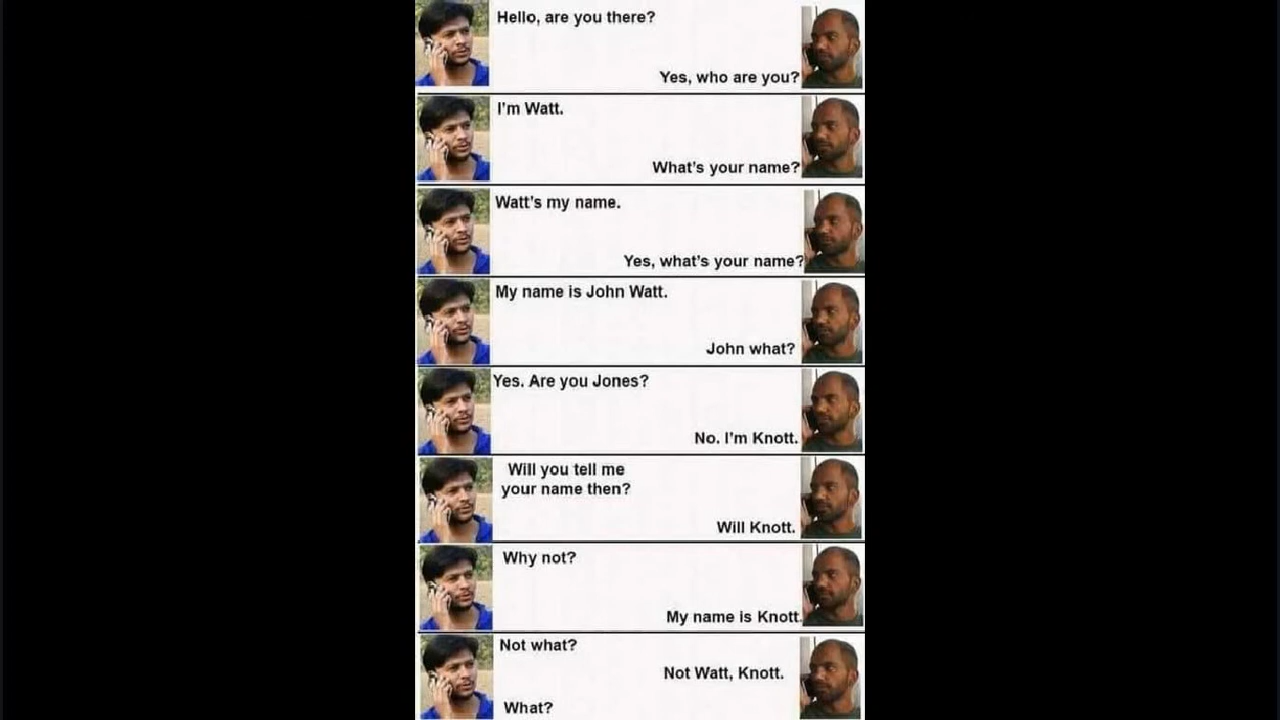 Hello, are you there?
Yes, who are you?
I'm Watt.
What's your name?
Watt's my name.
Yes, what's your name?
My name is John Watt.
John what?
Yes. Are you Jones?
No. I'm Knott.
Will you tell me
your name then?
Will Knott.
Why not?
My name is Knott.
Not what?
Not Watt, Knott.
What?